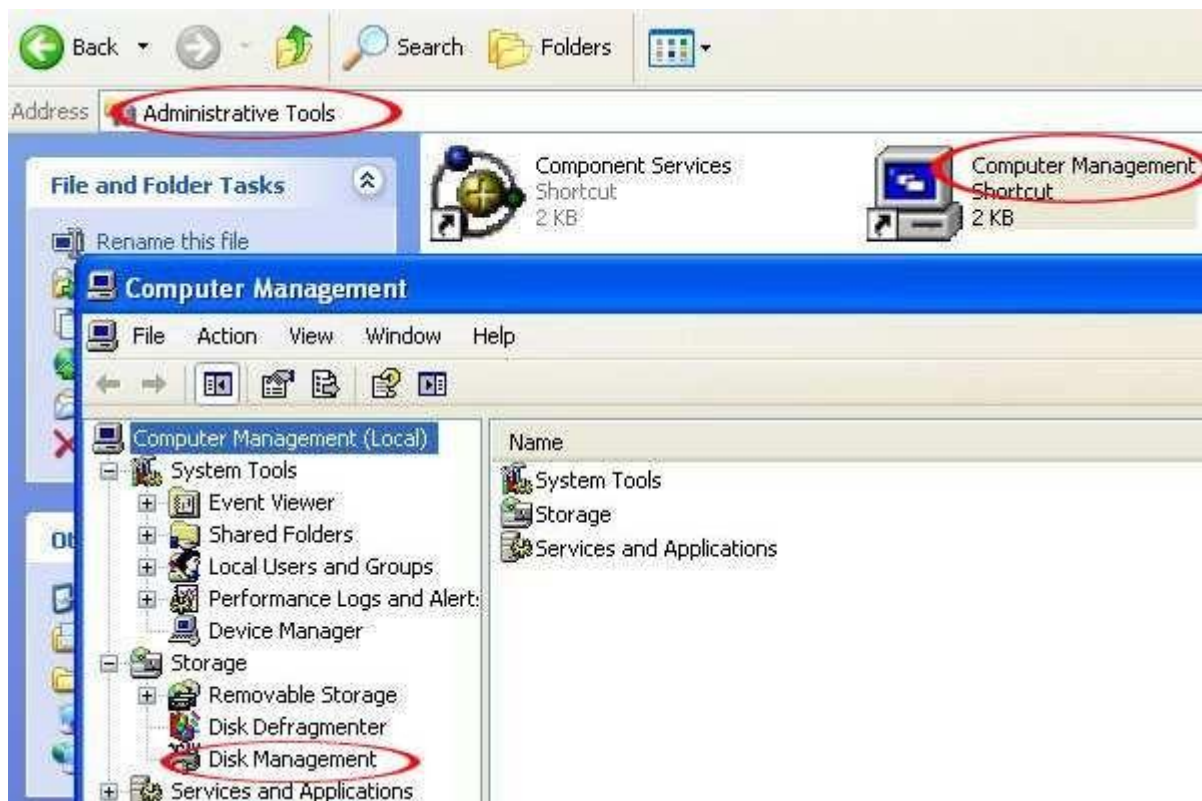 Back Search Folders
Address Administrative Tools
File and Folder Tasks
Rename this file
Component Services
Shortcut
2 KB
Computer Management
Shortcut
2 KB
Computer Management
File Action View Window Help
Computer Management (Local)
System Tools
Event Viewer
Shared Folders
Local Users and Groups
Performance Logs and Alert
Device Manager
Storage
Removable Storage
Disk Defragmenter
Disk Management
Services and Applications
Name
System Tools
Storage
Services and Applications